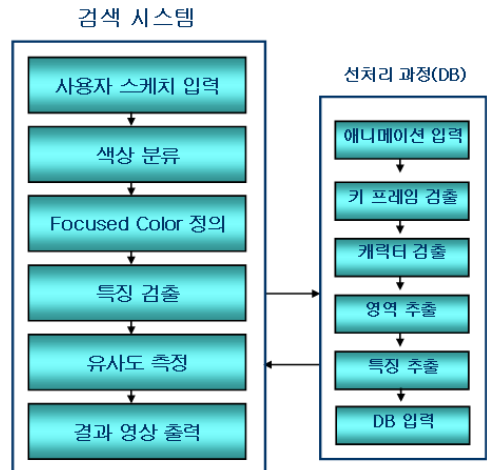 검색 시스템
사용자 스케치 입력
색상 분류
Focused Color 정의
특징 검출
유사도 측정
결과 영상 출력
선처리 과정(DB)
애니메이션 입력
키 프레임 검출
캐릭터 검출
영역 추출
특징 추출
DB 입력